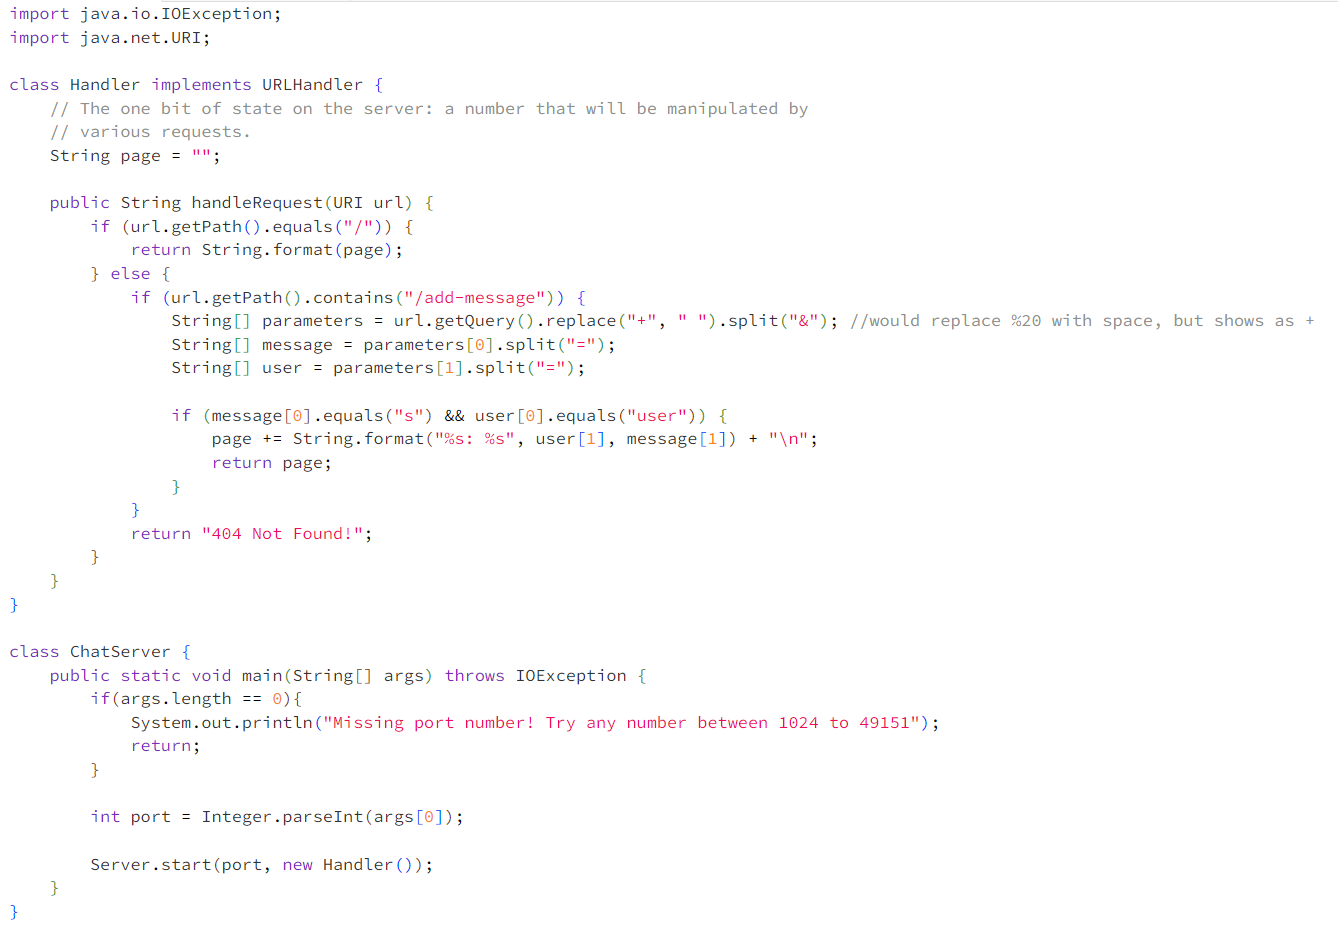 import java.io.IOException;
import java.net.URI;

class Handler implements URLHandler {
    // The one bit of state on the server: a number that will be manipulated by
    // various requests.
    String page = "";

    public String handleRequest(URI url) {
        if (url.getPath().equals("/")) {
            return String.format(page);
        } else {
            if (url.getPath().contains("/add-message")) {
                String[] parameters = url.getQuery().replace("+", " ").split("&"); //would replace %20 with space, but shows as +
                String[] message = parameters[0].split("=");
                String[] user = parameters[1].split("=");

                if (message[0].equals("s") && user[0].equals("user")) {
                    page += String.format("%s: %s", user[1], message[1]) + "\n";
                    return page;
                }
            }
            return "404 Not Found!";
        }
    }
}

class ChatServer {
    public static void main(String[] args) throws IOException {
        if(args.length == 0){
            System.out.println("Missing port number! Try any number between 1024 to 49151");
            return;
        }

        int port = Integer.parseInt(args[0]);

        Server.start(port, new Handler());
    }
}